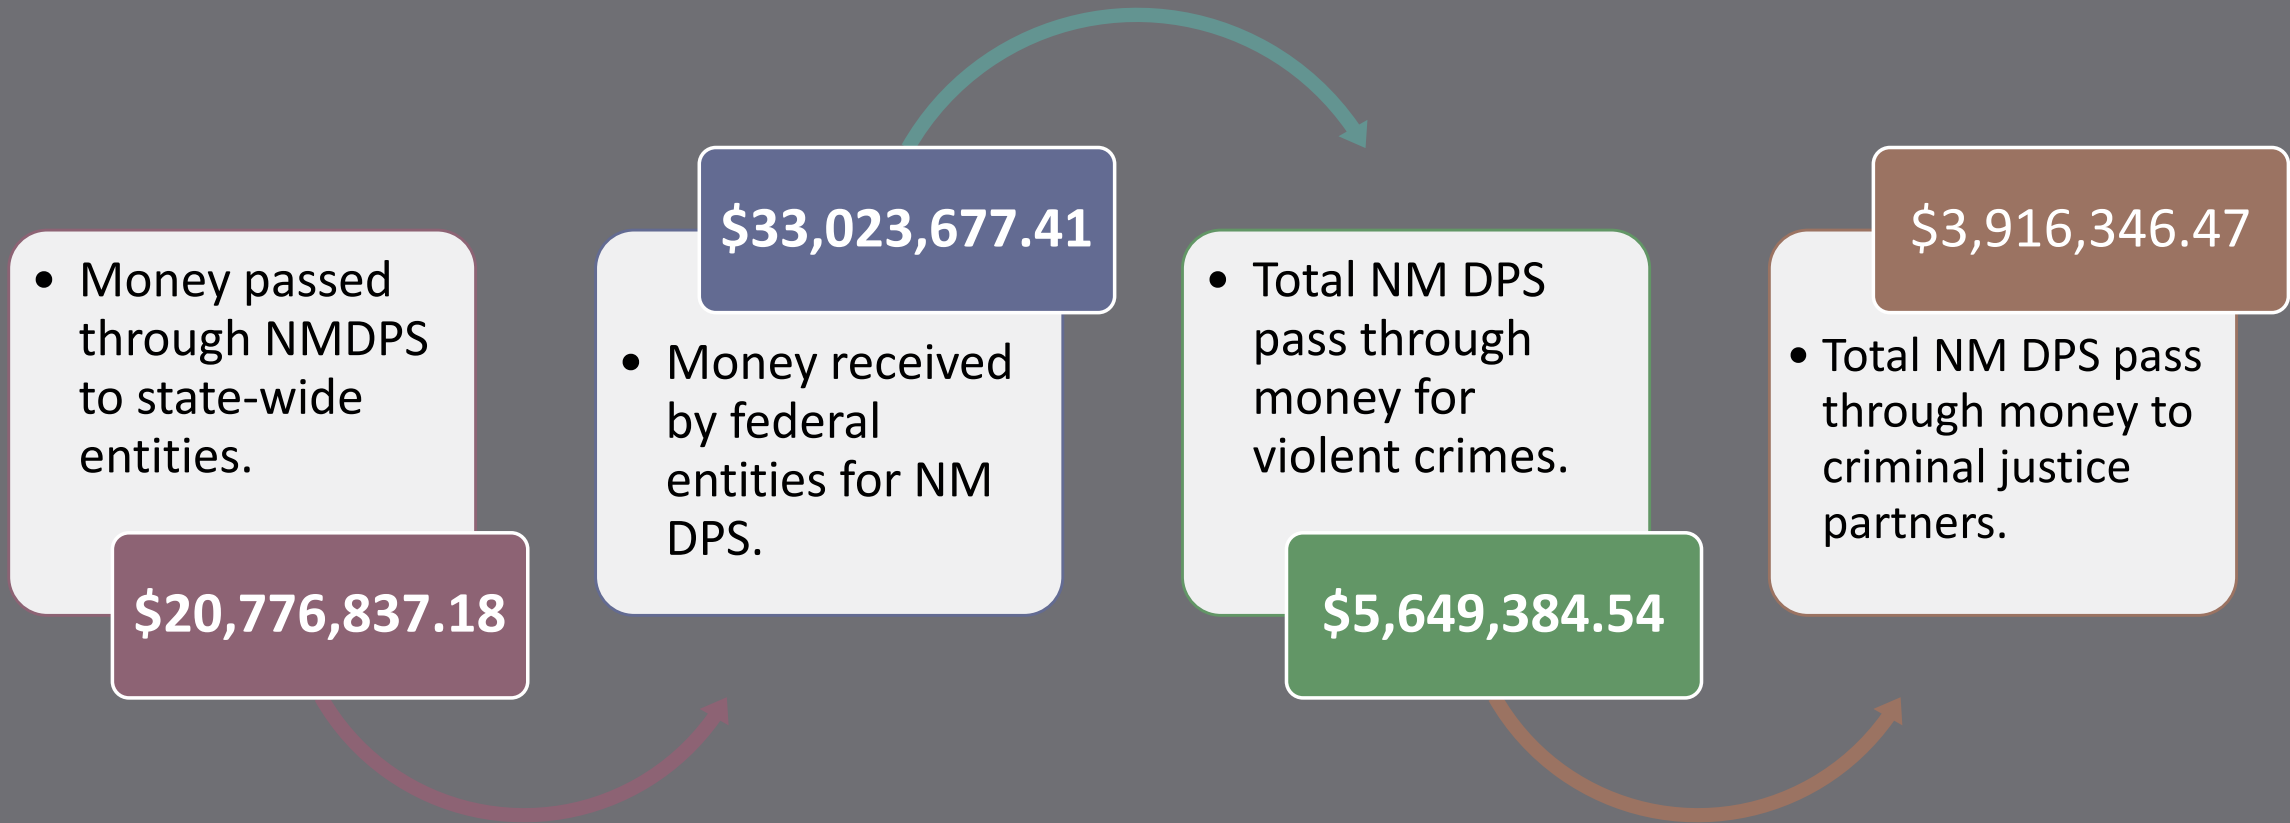 • Money passed
through NMDPS
to state-wide
entities.
$20,776,837.18
$33,023,677.41
• Money received
by federal
entities for NM
DPS.
• Total NM DPS
pass through
money for
violent crimes.
$5,649,384.54
$3,916,346.47
• Total NM DPS pass
through money to
criminal justice
partners.